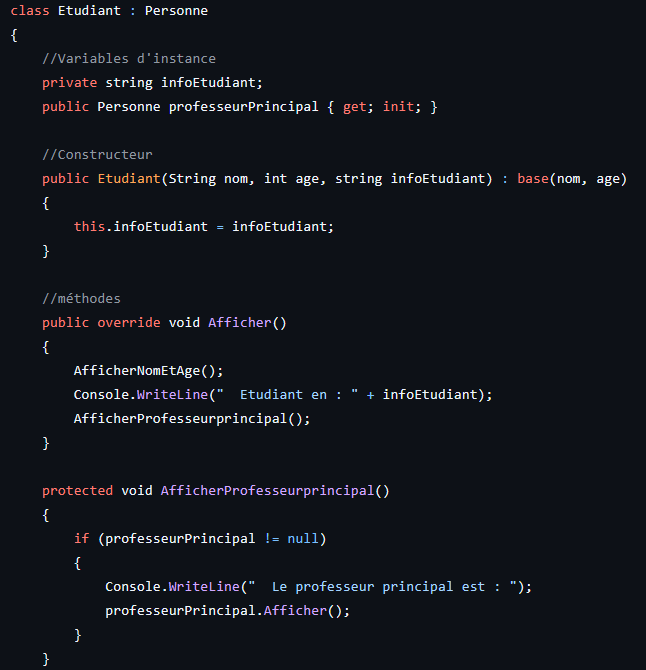 class Etudiant : Personne
{
    //Variables d'instance
    private string infoEtudiant;
    public Personne professeurPrincipal { get; init; }

    //Constructeur
    public Etudiant(String nom, int age, string infoEtudiant) : base(nom, age)
    {
        this.infoEtudiant = infoEtudiant;
    }

    //méthodes
    public override void Afficher()
    {
        AfficherNomEtAge();
        Console.WriteLine("  Etudiant en : " + infoEtudiant);
        AfficherProfesseurprincipal();
    }

    protected void AfficherProfesseurprincipal()
    {
        if (professeurPrincipal != null)
        {
            Console.WriteLine("  Le professeur principal est : ");
            professeurPrincipal.Afficher();
        }
    }